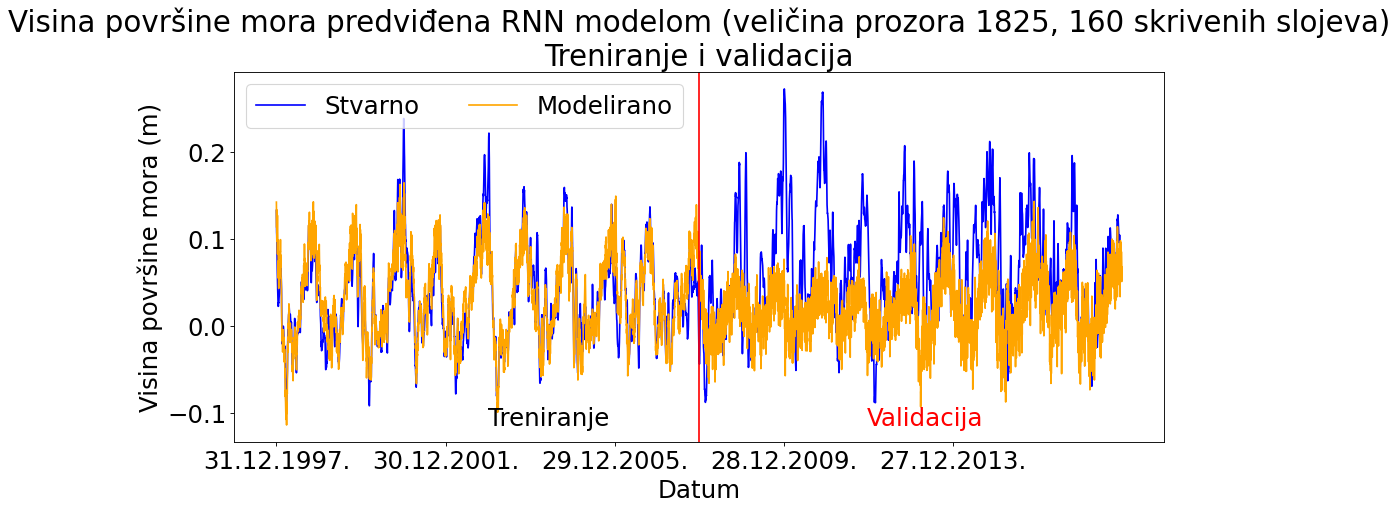 Visina površine mora predviđena RNN modelom (veličina prozora 1825, 160 skrivenih slojeva)
Treniranje i validacija
Stvarno Modelirano
Visina površine mora (m)
0.2
0.1
0.0
−0.1
Treniranje Validacija
31.12.1997. 30.12.2001. 29.12.2005. 28.12.2009. 27.12.2013.
Datum